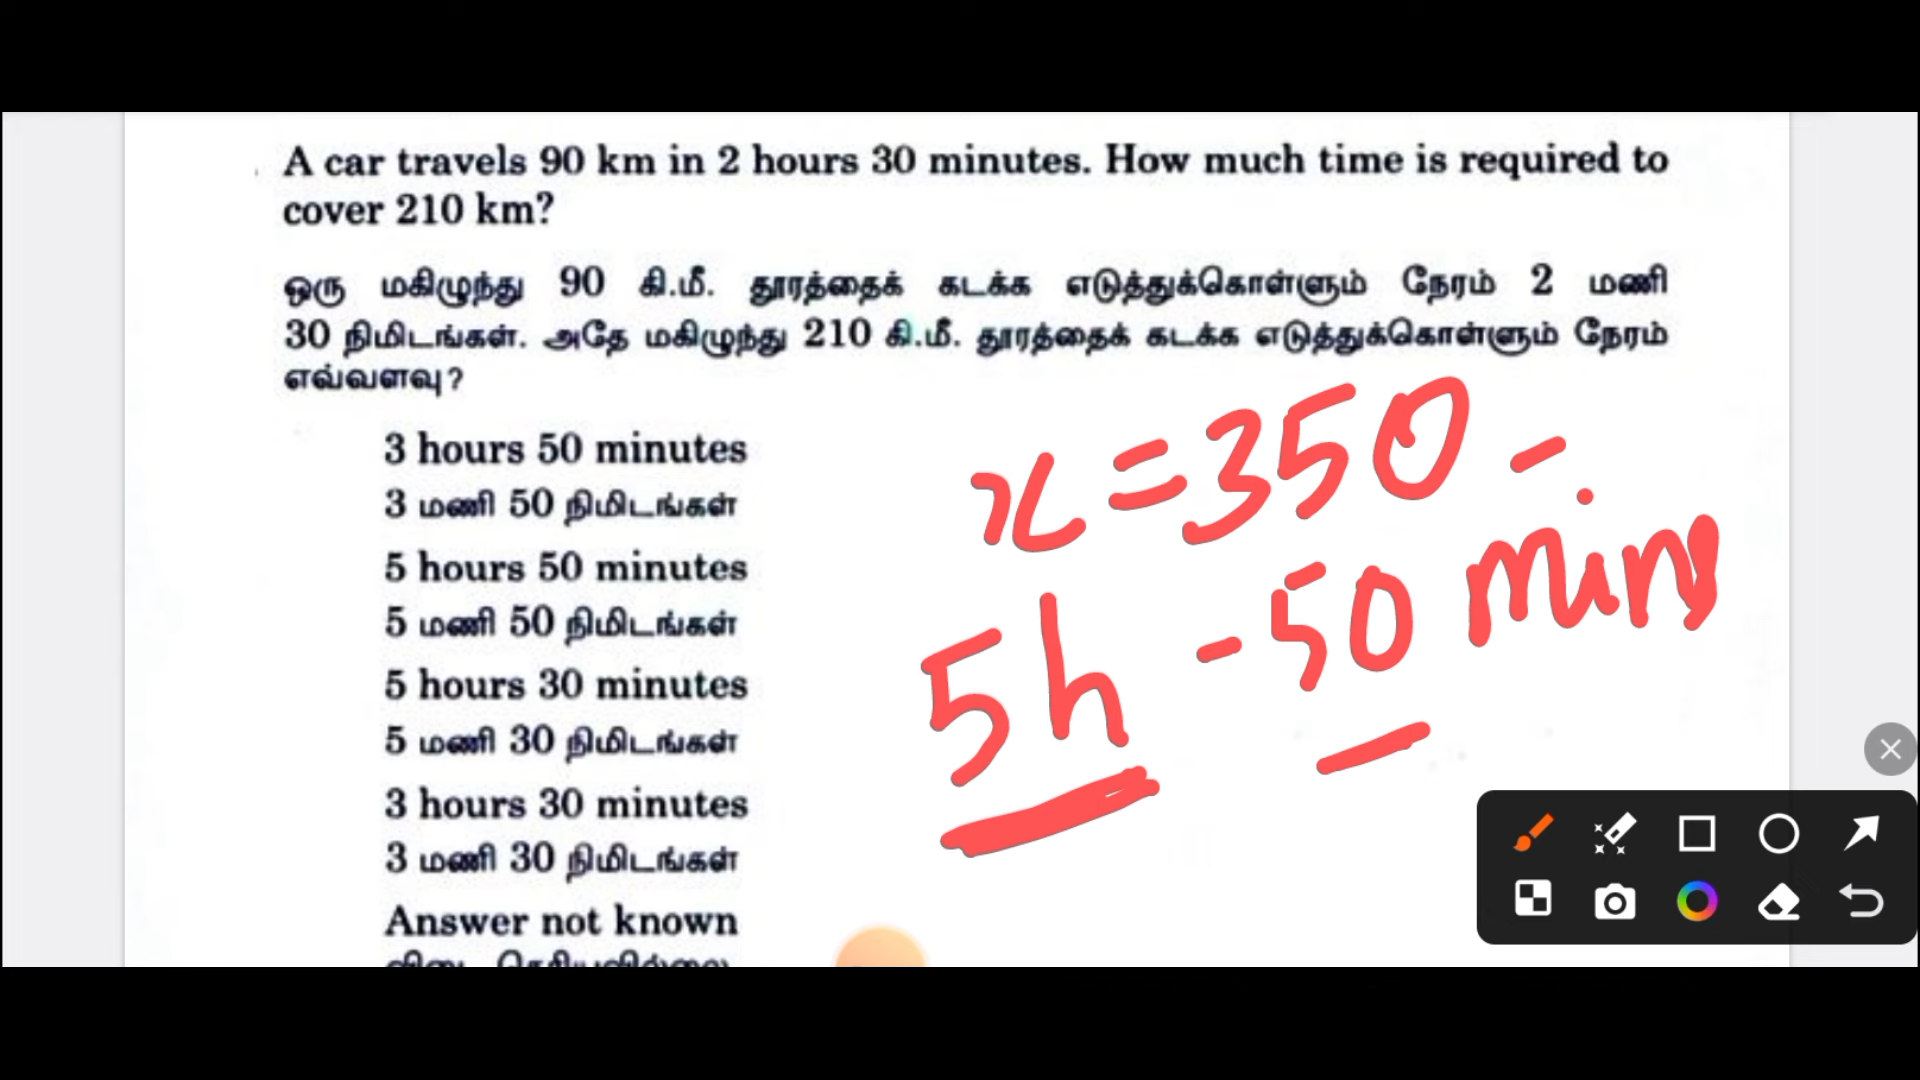 A car travels 90 km in 2 hours 30 minutes. How much time is required to
cover 210 km?
ஒரு மகிழுந்து 90 கி.மீ. தூரத்தைக் கடக்க எடுத்துக்கொள்ளும் நேரம் 2 மணி
30 நிமிடங்கள். அதே மகிழுந்து 210 கி.மீ. தூரத்தைக் கடக்க எடுத்துக்கொள்ளும் நேரம்
எவ்வளவு?
3 hours 50 minutes
3 மணி 50 நிமிடங்கள்
5 hours 50 minutes
5 மணி 50 நிமிடங்கள்
5 hours 30 minutes
5 மணி 30 நிமிடங்கள்
3 hours 30 minutes
3 மணி 30 நிமிடங்கள்
Answer not known
x = 350 -
5h - 50 mins